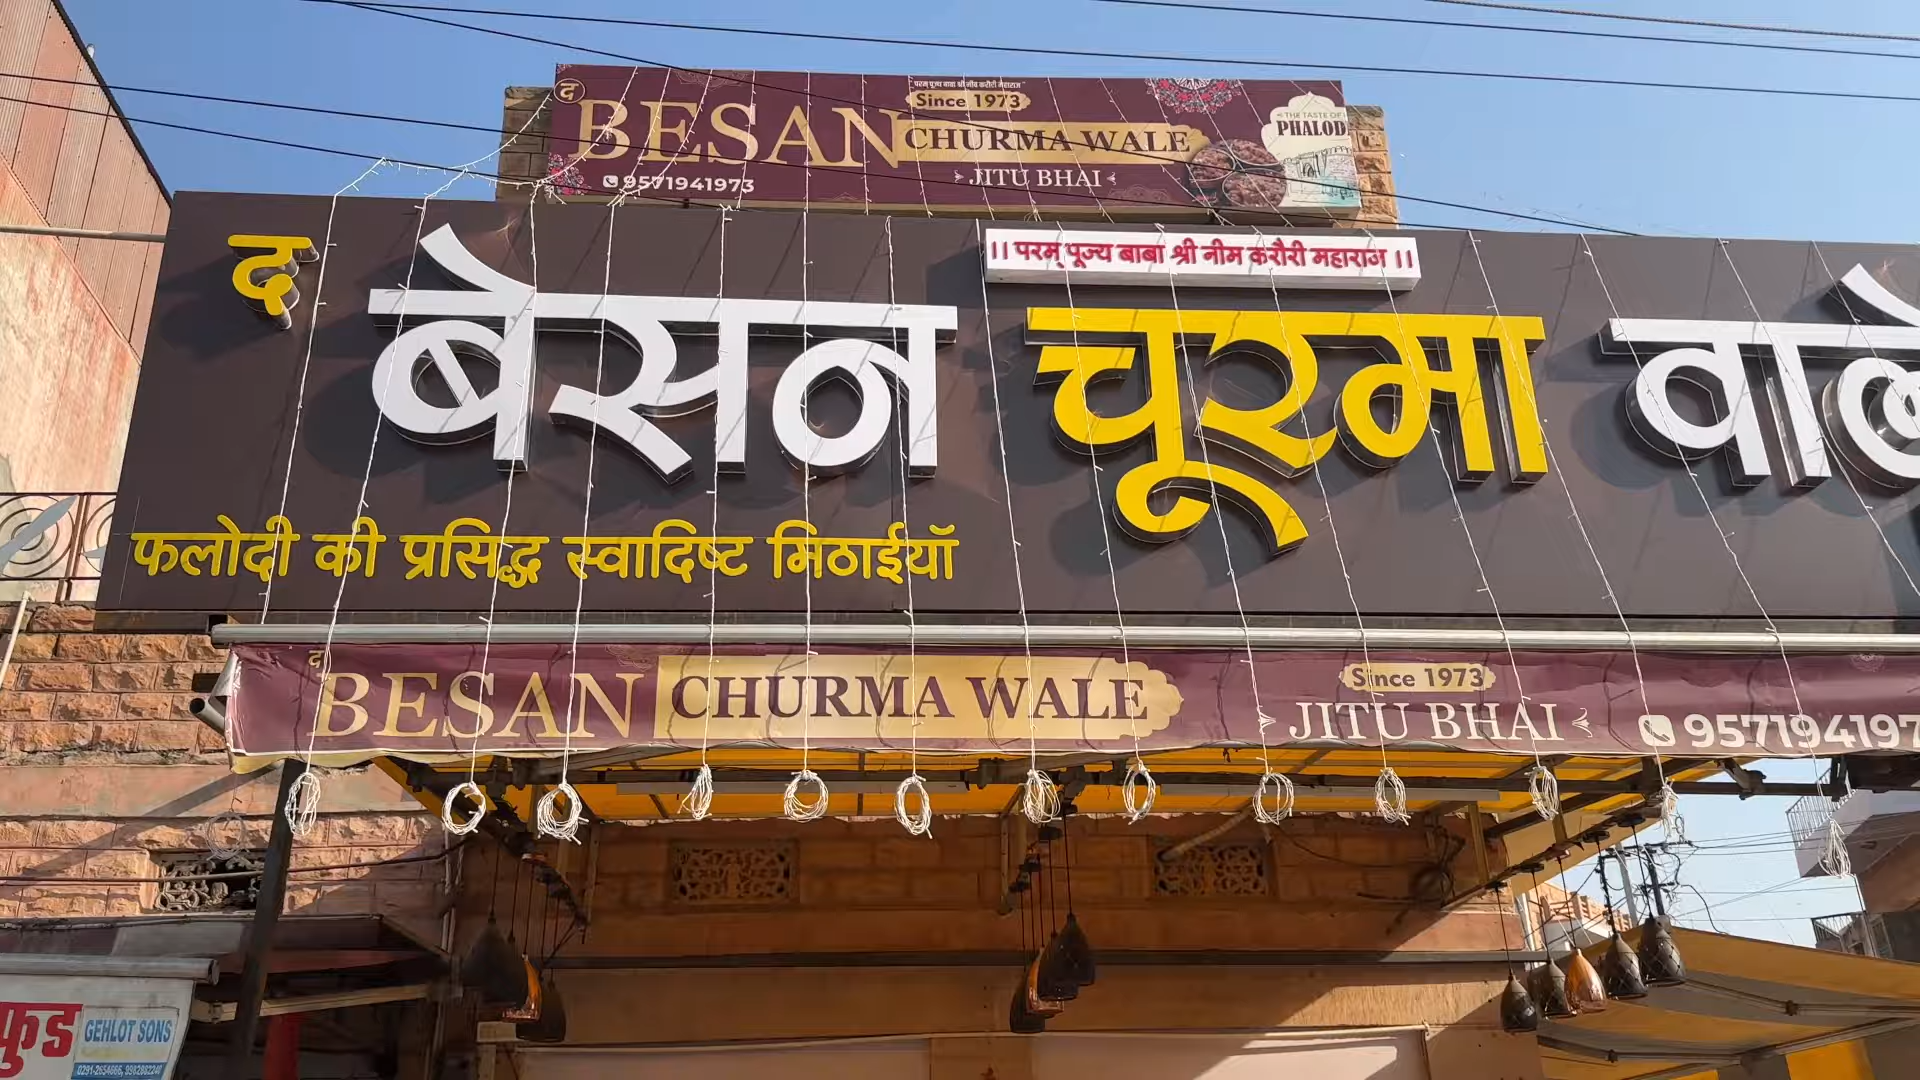 " परम् पूज्य बाबा श्री नीम करौरी महाराज "
द
Since 1973
BESAN CHURMA WALE
THE TASTE OF
PHALOD
9571941973
JITU BHAI
।। परम् पूज्य बाबा श्री नीम करौरी महाराज ।।
द
बेसन चूरमा वाले
फलोदी की प्रसिद्ध स्वादिष्ट मिठाईयॉ
द
BESAN CHURMA WALE
Since 1973
JITU BHAI
957194197
फूड
GEHLOT SONS